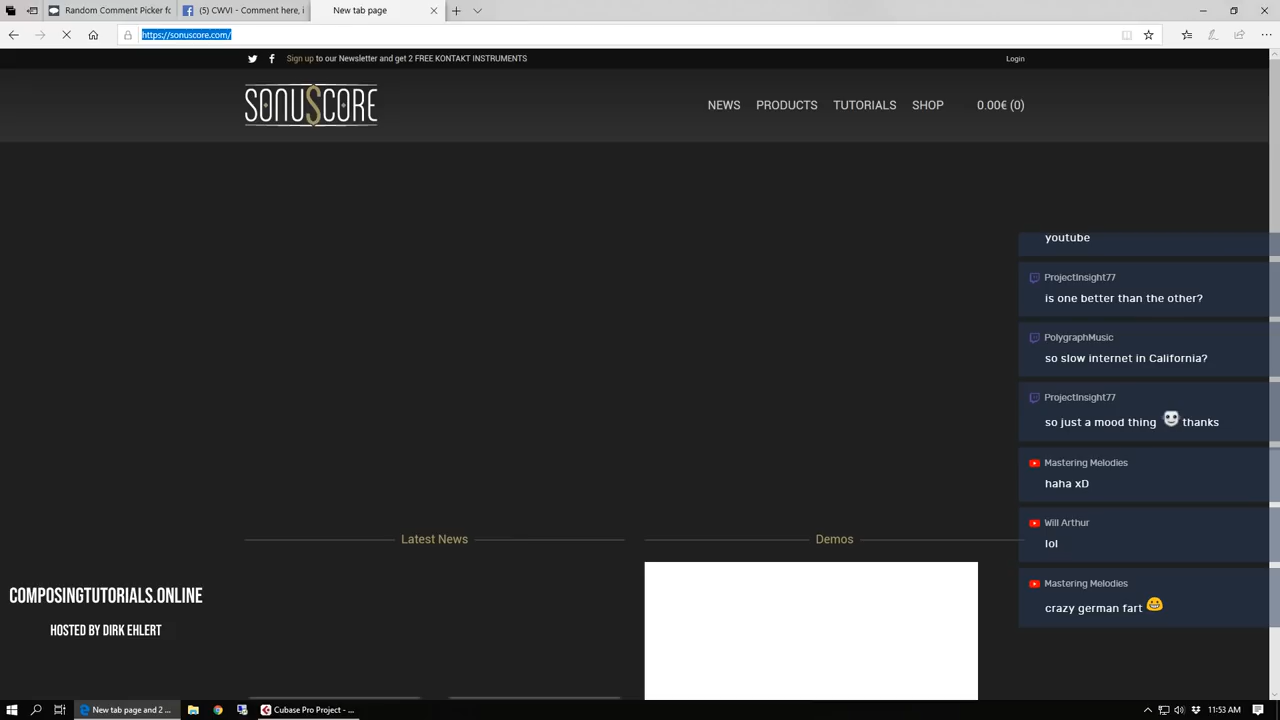 Random Comment Picker fo
(5) CWVI - Comment here, i
New tab page
https://sonuscore.com/
Sign up to our Newsletter and get 2 FREE KONTAKT INSTRUMENTS
Login
SONUSCORE
NEWS
PRODUCTS
TUTORIALS
SHOP
0.00€ (0)
youtube
ProjectInsight77
is one better than the other?
PolygraphMusic
so slow internet in California?
ProjectInsight77
so just a mood thing thanks
Mastering Melodies
haha xD
Will Arthur
lol
Mastering Melodies
crazy german fart
Latest News
Demos
COMPOSINGTUTORIALS.ONLINE
HOSTED BY DIRK EHLERT
New tab page and 2 ...
Cubase Pro Project - ...
11:53 AM